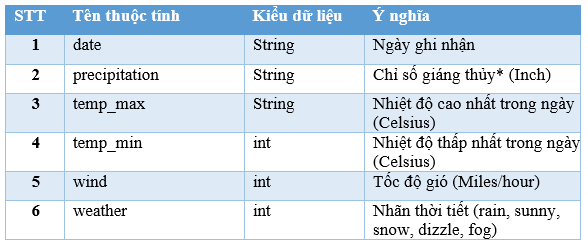 STT Tên thuộc tính Kiểu dữ liệu Ý nghĩa
1 date String Ngày ghi nhận
2 precipitation String Chỉ số giáng thủy* (Inch)
3 temp_max String Nhiệt độ cao nhất trong ngày
(Celsius)
4 temp_min int Nhiệt độ thấp nhất trong ngày
(Celsius)
5 wind int Tốc độ gió (Miles/hour)
6 weather int Nhãn thời tiết (rain, sunny,
snow, dizzle, fog)